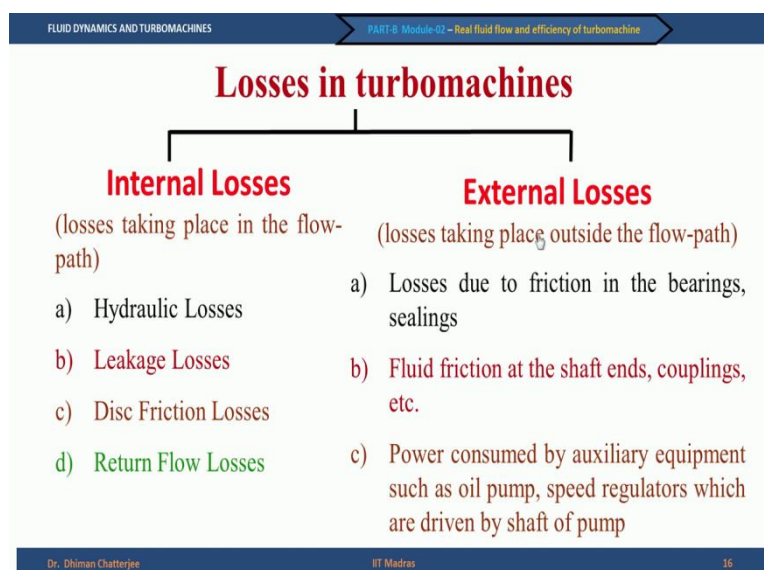 FLUID DYNAMICS AND TURBOMACHINES
PART-B Module-02 – Real fluid flow and efficiency of turbomachine
Losses in turbomachines
Internal Losses
(losses taking place in the flow-
path)
a) Hydraulic Losses
b) Leakage Losses
c) Disc Friction Losses
d) Return Flow Losses
External Losses
(losses taking place outside the flow-path)
a) Losses due to friction in the bearings,
sealings
b) Fluid friction at the shaft ends, couplings,
etc.
c) Power consumed by auxiliary equipment
such as oil pump, speed regulators which
are driven by shaft of pump
Dr. Dhiman Chatterjee
IIT Madras
16